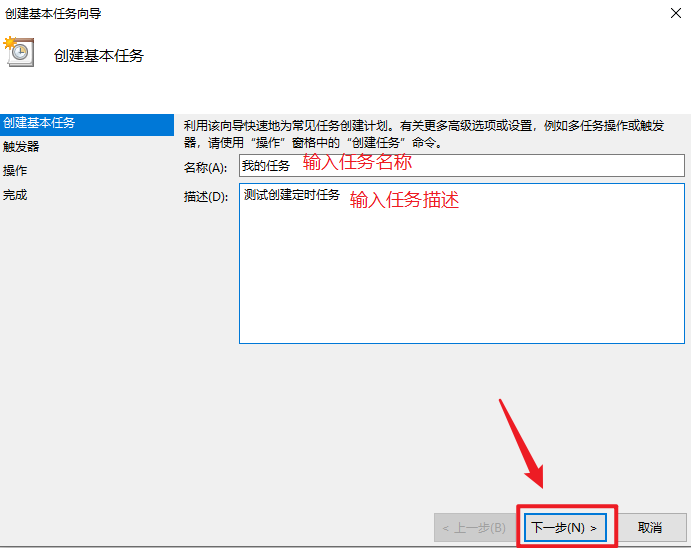 创建基本任务向导
创建基本任务
创建基本任务
触发器
操作
完成
利用该向导快速地为常见任务创建计划。有关更多高级选项或设置，例如多任务操作或触发
器，请使用“操作”窗格中的“创建任务”命令。
名称(A): 我的任务 输入任务名称
描述(D): 测试创建定时任务 输入任务描述
< 上一步(B) 下一步(N) > 取消